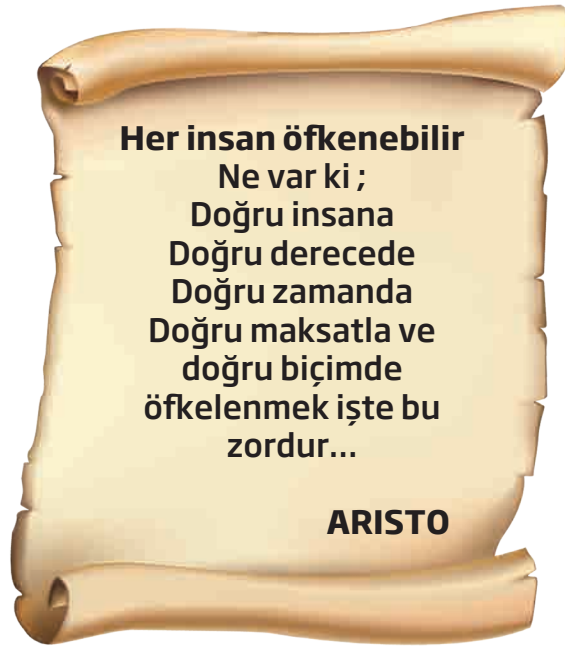 Her insan öfkenebilir
Ne var ki ;
Doğru insana
Doğru derecede
Doğru zamanda
Doğru maksatla ve
doğru biçimde
öfkelenmek işte bu
zordur...
ARISTO